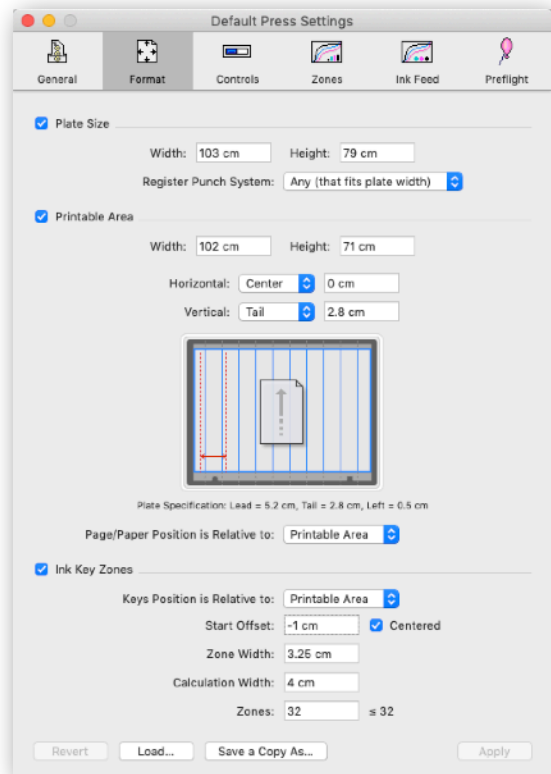 Default Press Settings
General Format Controls Zones Ink Feed Preflight
Plate Size
Width: 103 cm Height: 79 cm
Register Punch System: Any (that fits plate width)
Printable Area
Width: 102 cm Height: 71 cm
Horizontal: Center 0 cm
Vertical: Tail 2.8 cm
Plate Specification: Lead = 5.2 cm, Tail = 2.8 cm, Left = 0.5 cm
Page/Paper Position is Relative to: Printable Area
Ink Key Zones
Keys Position is Relative to: Printable Area
Start Offset: -1 cm Centered
Zone Width: 3.25 cm
Calculation Width: 4 cm
Zones: 32 ≤ 32
Revert Load... Save a Copy As... Apply